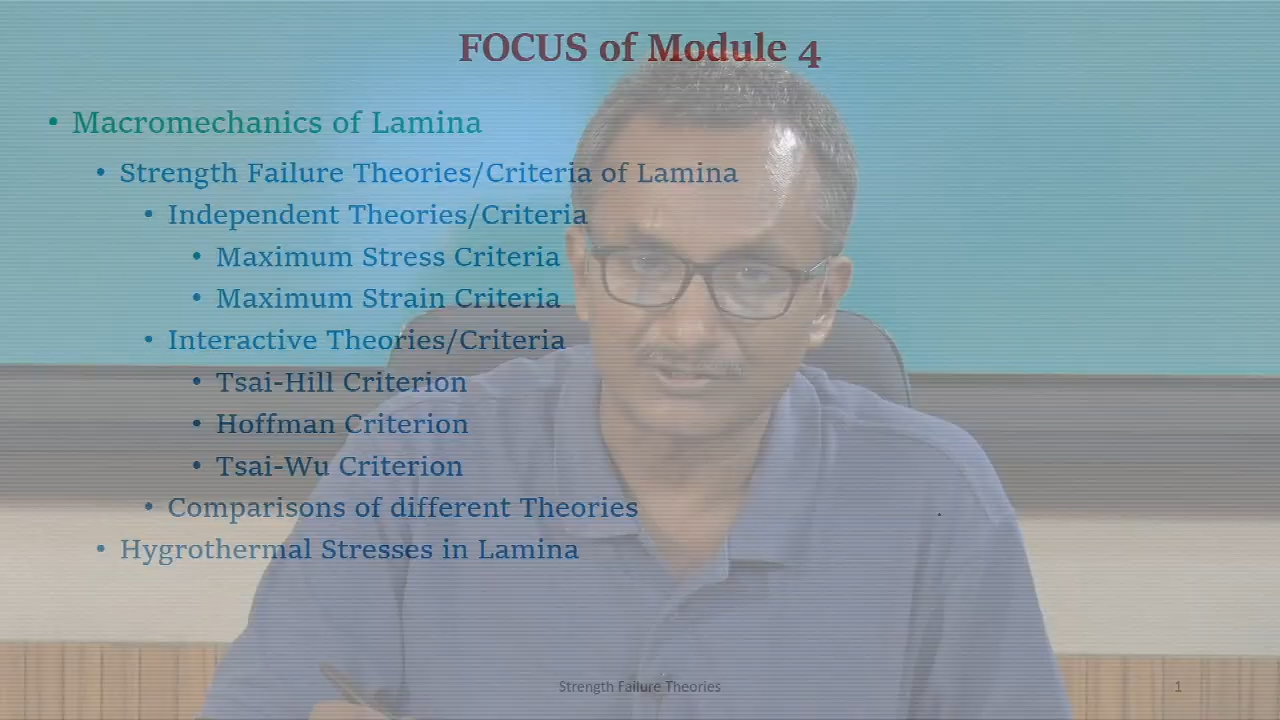 FOCUS of Module 4
• Macromechanics of Lamina
• Strength Failure Theories/Criteria of Lamina
• Independent Theories/Criteria
• Maximum Stress Criteria
• Maximum Strain Criteria
• Interactive Theories/Criteria
• Tsai-Hill Criterion
• Hoffman Criterion
• Tsai-Wu Criterion
• Comparisons of different Theories
• Hygrothermal Stresses in Lamina
Strength Failure Theories
1